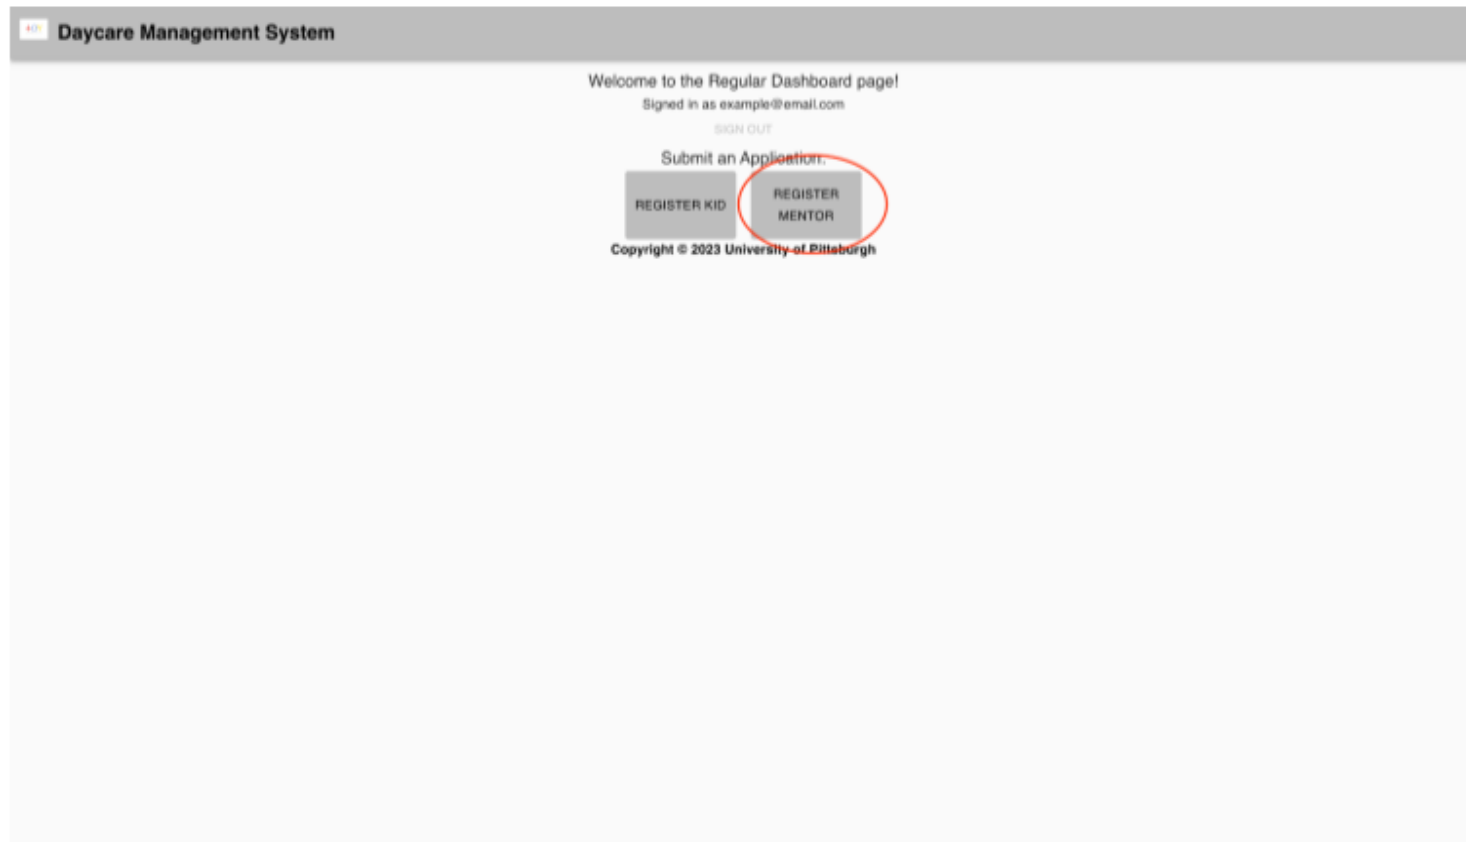 Daycare Management System
Welcome to the Regular Dashboard page!
Signed in as example@email.com
SIGN OUT
Submit an Application.
REGISTER KID
REGISTER
MENTOR
Copyright © 2023 University of Pittsburgh